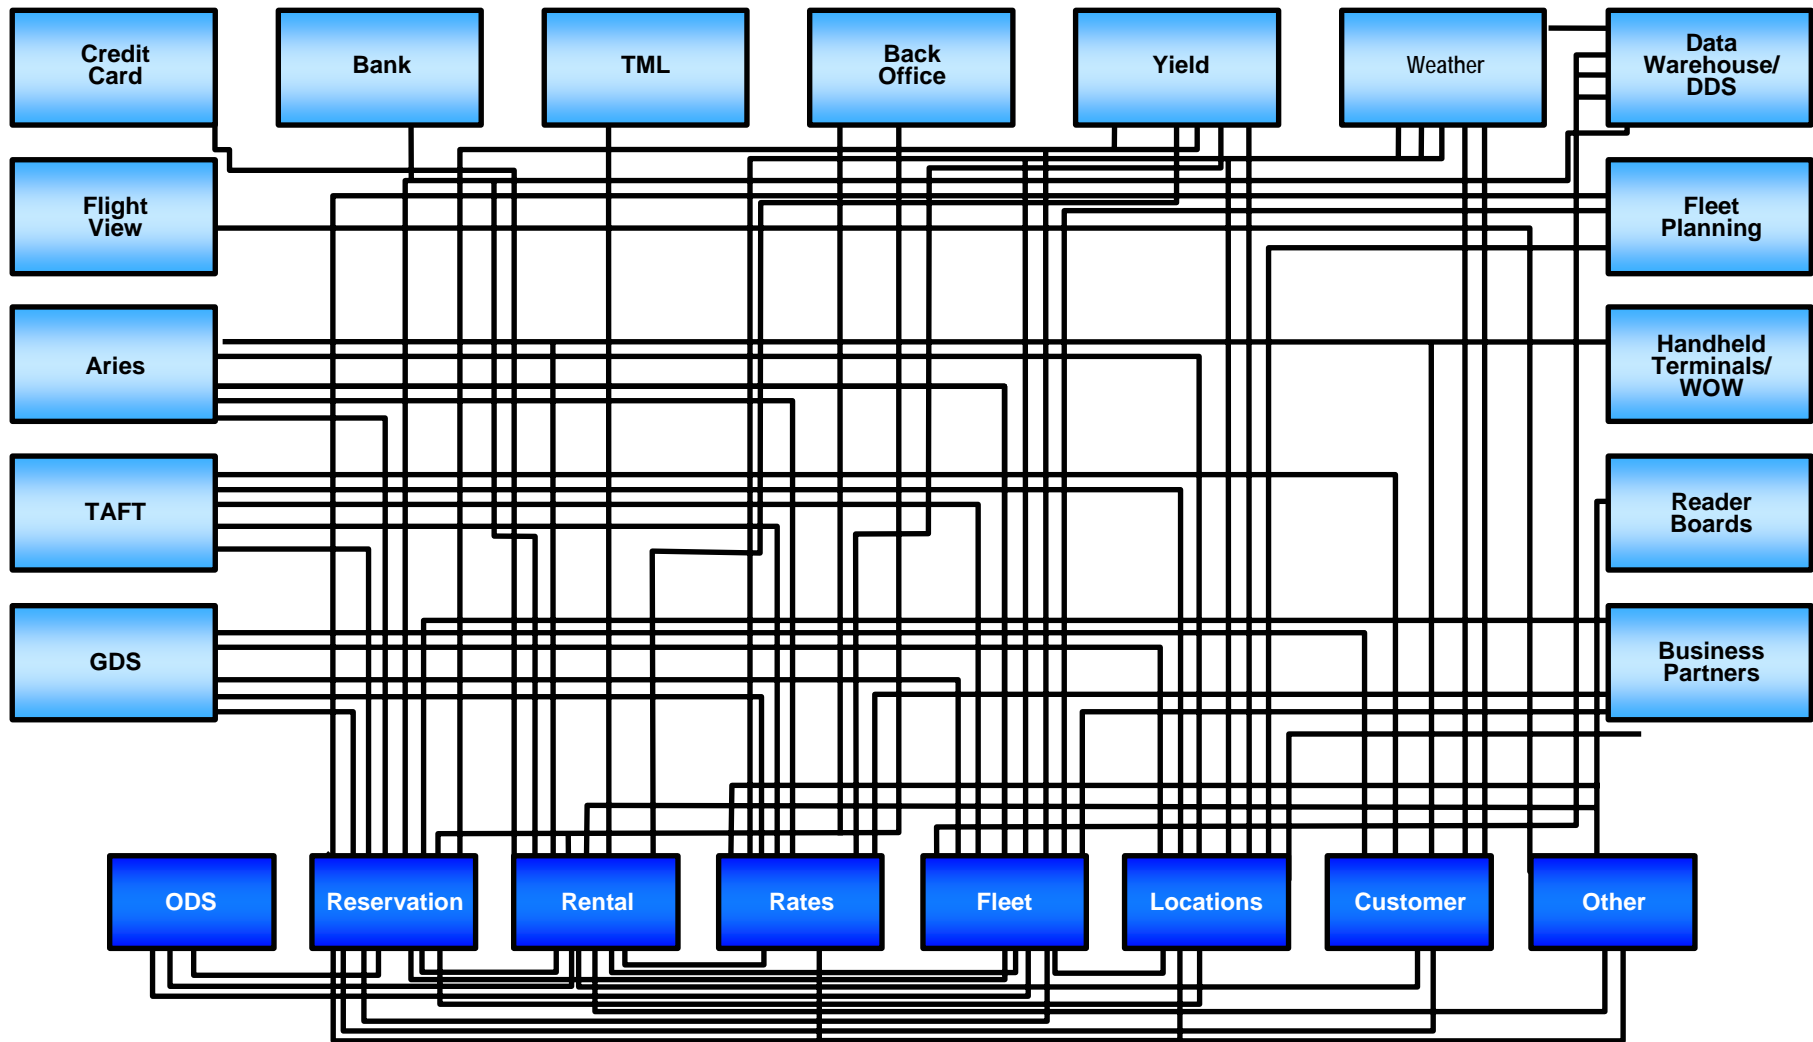 Credit
Card
Bank
TML
Back
Office
Yield
Weather
Data
Warehouse/
DDS
Flight
View
Fleet
Planning
Aries
Handheld
Terminals/
WOW
TAFT
Reader
Boards
GDS
Business
Partners
ODS
Reservation
Rental
Rates
Fleet
Locations
Customer
Other